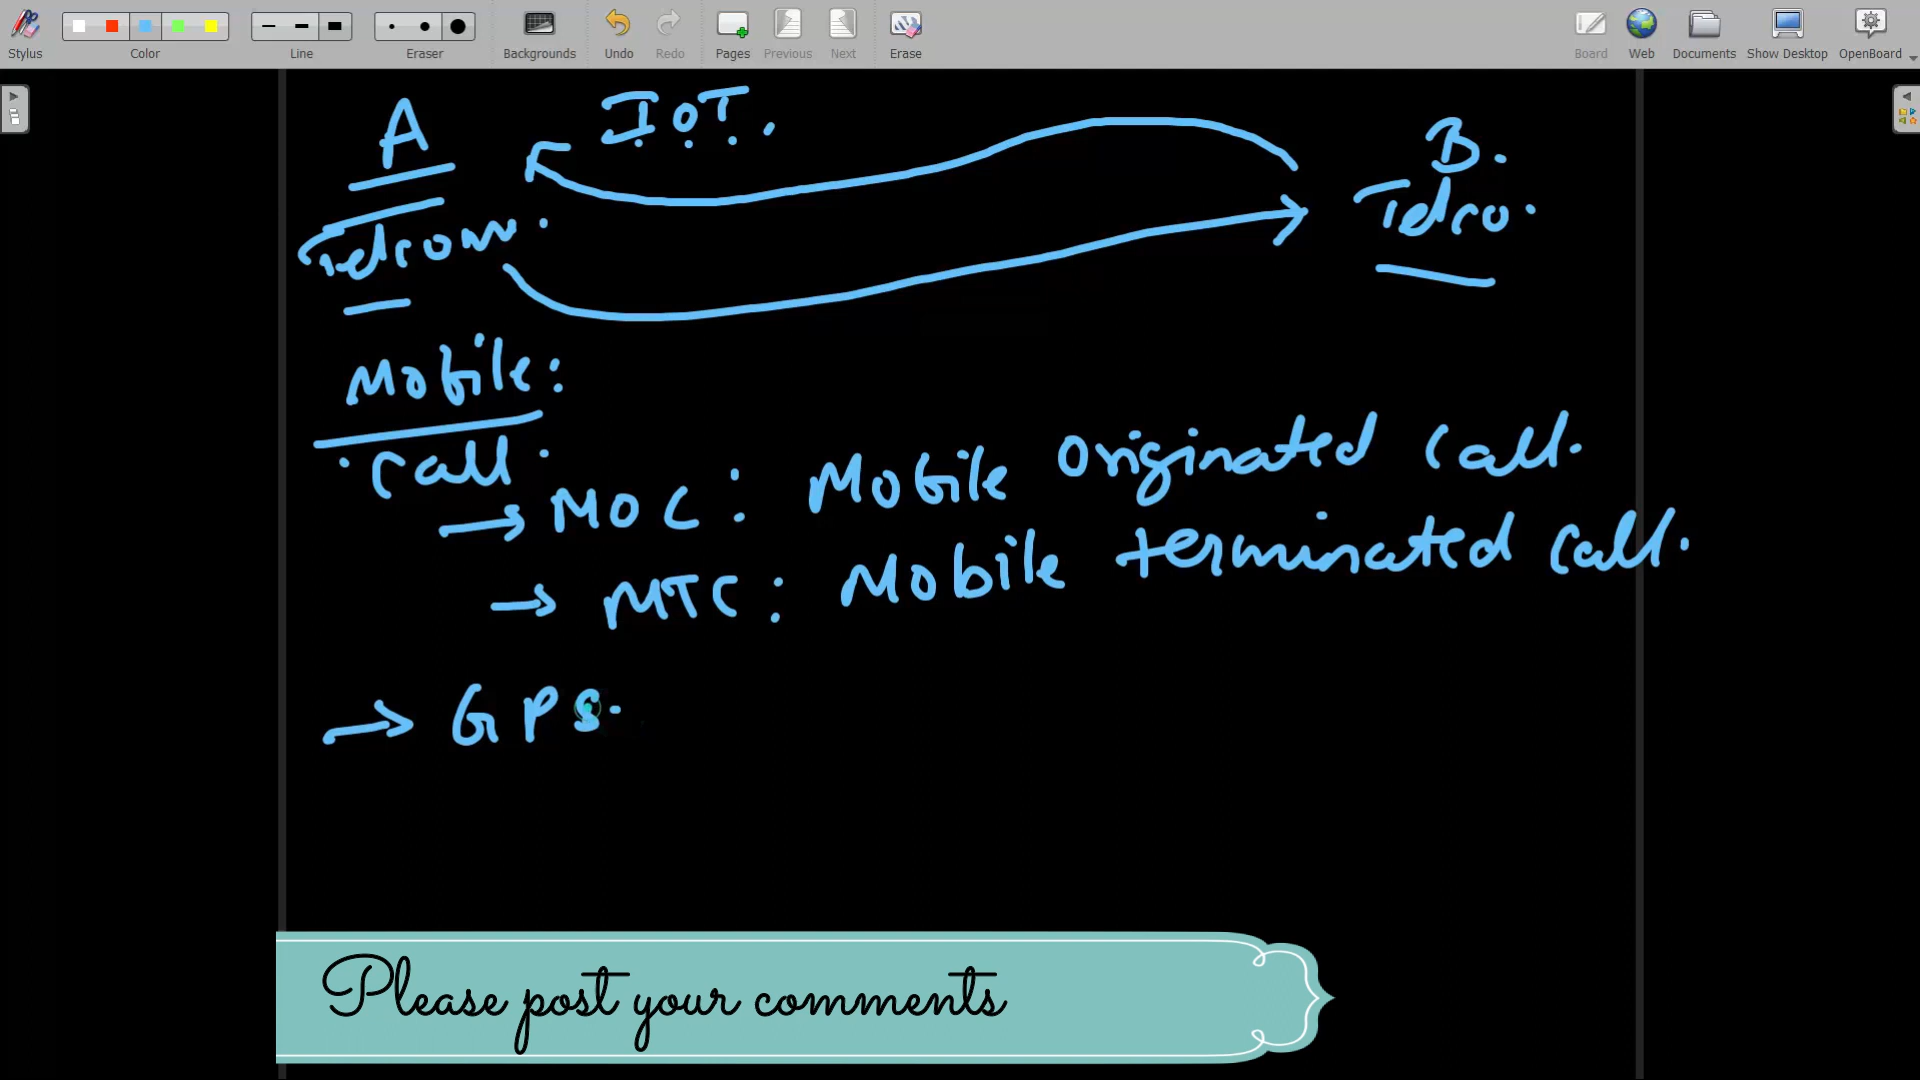 Stylus Color Line Eraser Backgrounds Undo Redo Pages Previous Next Erase Board Web Documents Show Desktop OpenBoard
A IOT. B.
Telcom. Telco.
Mobile:
Call.
→ MOC: Mobile Originated Call.
→ MTC: Mobile terminated Call.
→ GPS.
Please post your comments